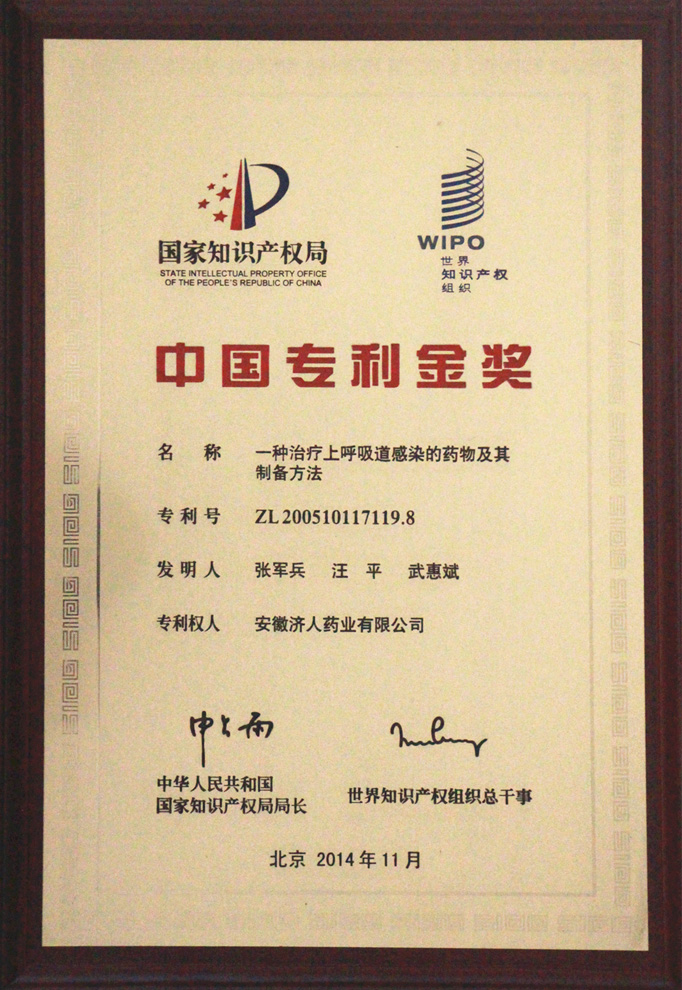 国家知识产权局
STATE INTELLECTUAL PROPERTY OFFICE
OF THE PEOPLE'S REPUBLIC OF CHINA
WIPO
世界
知识产权
组织
中国专利金奖
名 称 一种治疗上呼吸道感染的药物及其
制备方法
专利号 ZL 200510117119.8
发明人 张军兵 汪 平 武惠斌
专利权人 安徽济人药业有限公司
申长雨
中华人民共和国
国家知识产权局局长
世界知识产权组织总干事
北京 2014年11月